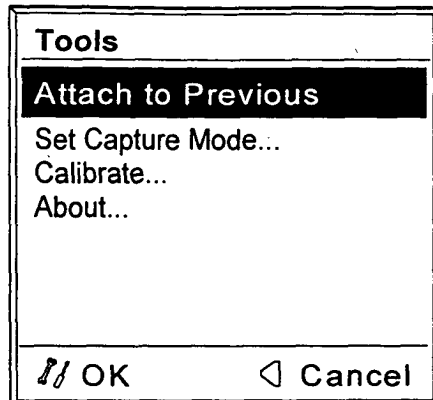 Tools
Attach to Previous
Set Capture Mode...
Calibrate...
About...
OK
Cancel